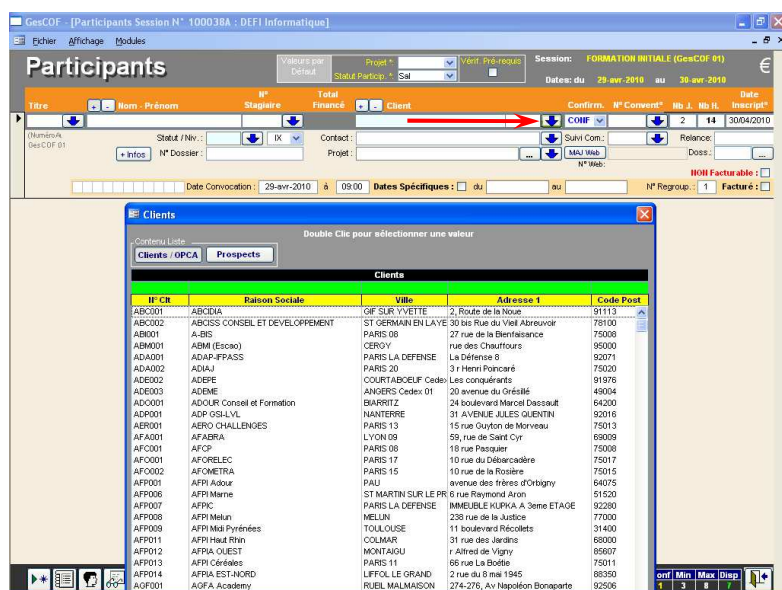 GesCOF - [Participants Session N° 100038A : DEFI Informatique]
Fichier Affichage Modules
Participants
Valeurs par Défaut
Projet *:
Statut Particip. *: Sal
Vérif. Pré-requis
Session: FORMATION INITIALE (GesCOF 01)
Dates: du 29-avr-2010 au 30-avr-2010
€
Titre + - Nom - Prénom N° Stagiaire Total Financé + - Client Confirm. N° Convent° Nb J. Nb H. Date Inscript°
CONF 2 14 30/04/2010
(NuméroA
GesCOF 01
Statut / Niv.: IX Contact: Suivi Com.: Relance:
+ Infos N° Dossier: Projet: ... MAJ Web Doss.: ...
N° Web:
NON Facturable :
Date Convocation : 29-avr-2010 à 09:00 Dates Spécifiques : du au N° Regroup. : 1 Facturé :
Clients
Double Clic pour sélectionner une valeur
Contenu Liste
Clients / OPCA Prospects
Clients
N° Clt Raison Sociale Ville Adresse 1 Code Post
ABC001 ABCIDIA GIF SUR YVETTE 2, Route de la Noue 91113
ABC002 ABCISS CONSEIL ET DEVELOPPEMENT ST GERMAIN EN LAYE 30 bis Rue du Vieil Abreuvoir 78100
ABI001 A-BIS PARIS 08 27 rue de la Bienfaisance 75008
ABM001 ABMI (Escao) CERGY rue des Chauffours 95000
ADA001 ADAP-IFPASS PARIS LA DEFENSE La Défense 8 92071
ADA002 ADIAJ PARIS 20 3 r Henri Poincaré 75020
ADE002 ADEPE COURTABOEUF Cedex Les conquérants 91976
ADE003 ADEME ANGERS Cedex 01 20 avenue du Grésillé 49004
ADO001 ADOUR Conseil et Formation BIARRITZ 24 boulevard Marcel Dassault 64200
ADP001 ADP GSI-LVL NANTERRE 31 AVENUE JULES QUENTIN 92016
AER001 AERO CHALLENGES PARIS 13 15 rue Guyton de Morveau 75013
AFA001 AFABRA LYON 09 59, rue de Saint Cyr 69009
AFC001 AFCP PARIS 08 18 rue Pasquier 75008
AFO001 AFORELEC PARIS 17 10 rue du Débarcadère 75017
AFO002 AFOMETRA PARIS 15 10 rue de la Rosière 75015
AFP001 AFPI Adour PAU avenue des frères d'Orbigny 64075
AFP006 AFPI Marne ST MARTIN SUR LE PR 6 rue Raymond Aron 51520
AFP007 AFPIC PARIS LA DEFENSE IMMEUBLE KUPKA A 3eme ETAGE 92280
AFP008 AFPI Melun MELUN 238 rue de la Justice 77000
AFP009 AFPI Midi Pyrénées TOULOUSE 11 boulevard Récollets 31400
AFP011 AFPI Haut Rhin COLMAR 31 rue des Jardins 68000
AFP012 AFPIA OUEST MONTAIGU r Alfred de Vigny 85607
AFP013 AFPI Céréales PARIS 11 66 rue La Boétie 75011
AFP014 AFPIA EST-NORD LIFFOL LE GRAND 2 rue du 8 mai 1945 88350
AGF001 AGFA Academy RUEIL MALMAISON 274-276, Av Napoléon Bonaparte 92506
onf Min Max Disp
1 3 8 7